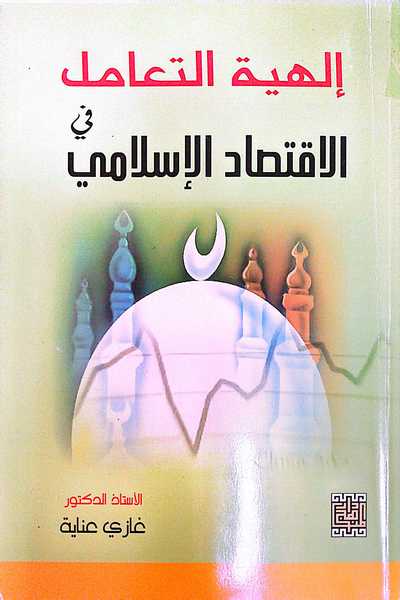 إلهية التعامل
في
الاقتصاد الإسلامي
الأستاذ الدكتور
غازي عناية